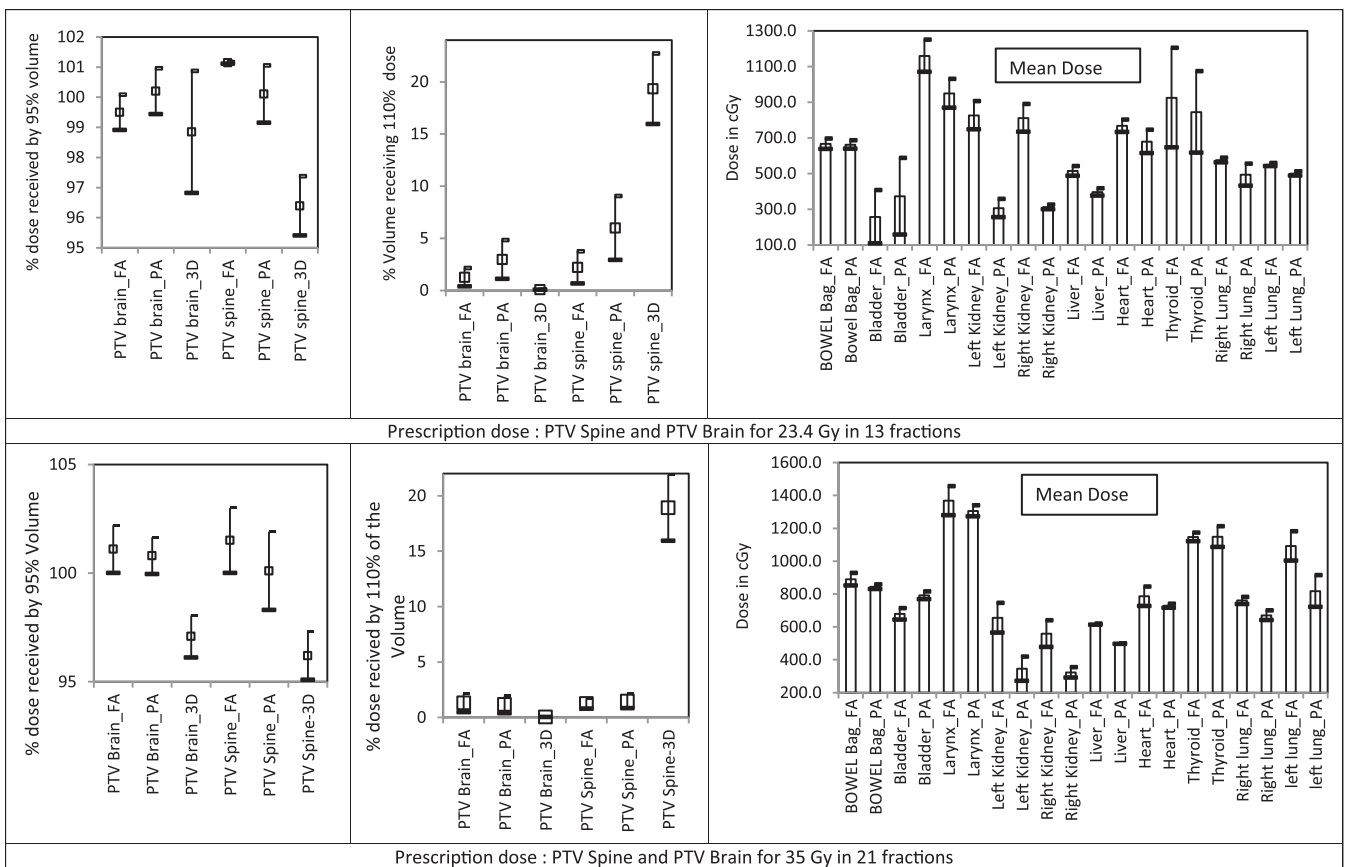 % dose received by 95% volume
102
101
100
99
98
97
96
95
PTV brain_FA
PTV brain_PA
PTV brain_3D
PTV spine_FA
PTV spine_PA
PTV spine_3D
% Volume receiving 110% dose
20
15
10
5
0
PTV brain_FA
PTV brain_PA
PTV brain_3D
PTV spine_FA
PTV spine_PA
PTV spine_3D
Dose in cGy
1300.0
1100.0
900.0
700.0
500.0
300.0
100.0
Mean Dose
BOWEL Bag_FA
Bowel Bag_PA
Bladder_FA
Bladder_PA
Larynx _FA
Larynx_PA
Left Kidney_FA
Left Kidney_PA
Right Kidney_FA
Right Kidney_PA
Liver_FA
Liver_PA
Heart_FA
Heart_PA
Thyroid_FA
Thyroid_PA
Right Lung_FA
Right lung_PA
Left Lung_FA
Left Lung_PA
Prescription dose : PTV Spine and PTV Brain for 23.4 Gy in 13 fractions
% dose received by 95% Volume
105
100
95
PTV Brain_FA
PTV Brain_PA
PTV Brain_3D
PTV Spine_FA
PTV Spine_PA
PTV Spine-3D
% dose recived by 110% of the
Volume
20
15
10
5
0
PTV Brain_FA
PTV Brain_PA
PTV Brain_3D
PTV Spine_FA
PTV Spine_PA
PTV Spine-3D
Dose in cGy
1600.0
1400.0
1200.0
1000.0
800.0
600.0
400.0
200.0
Mean Dose
BOWEL Bag_FA
BOWEL Bag_PA
Bladder_FA
Bladder_PA
Larynx _FA
Larynx_PA
Left Kidney_FA
Left Kidney_PA
Right Kidney_FA
Right Kidney_PA
Liver_FA
Liver_PA
Heart_FA
Heart_PA
Thyroid_FA
Thyroid_PA
Right lung_FA
Right lung_PA
left lung_FA
left lung_PA
Prescription dose : PTV Spine and PTV Brain for 35 Gy in 21 fractions